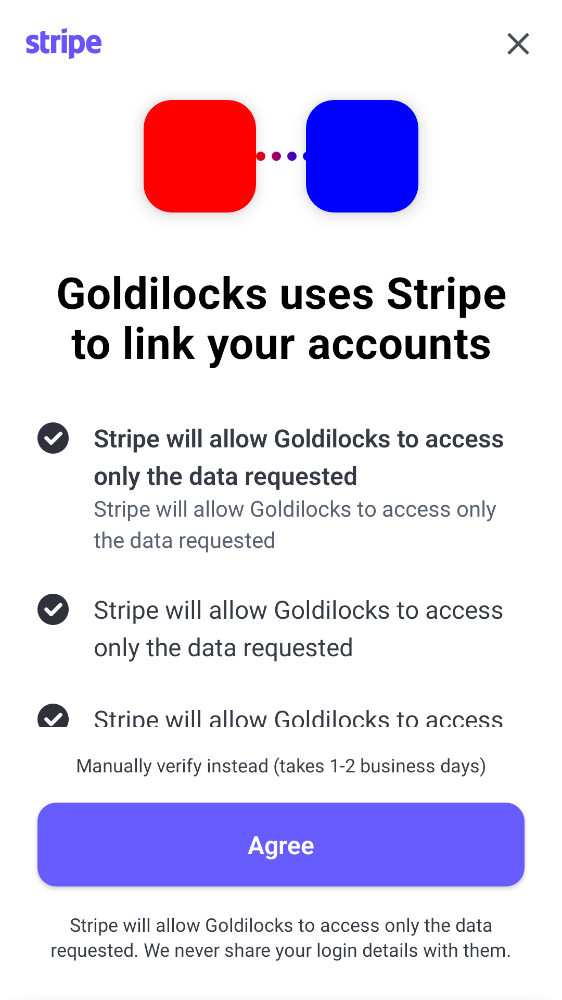 stripe
Goldilocks uses Stripe
to link your accounts
Stripe will allow Goldilocks to access
only the data requested
Stripe will allow Goldilocks to access only
the data requested
Stripe will allow Goldilocks to access
only the data requested
Stripe will allow Goldilocks to access
Manually verify instead (takes 1-2 business days)
Agree
Stripe will allow Goldilocks to access only the data
requested. We never share your login details with them.